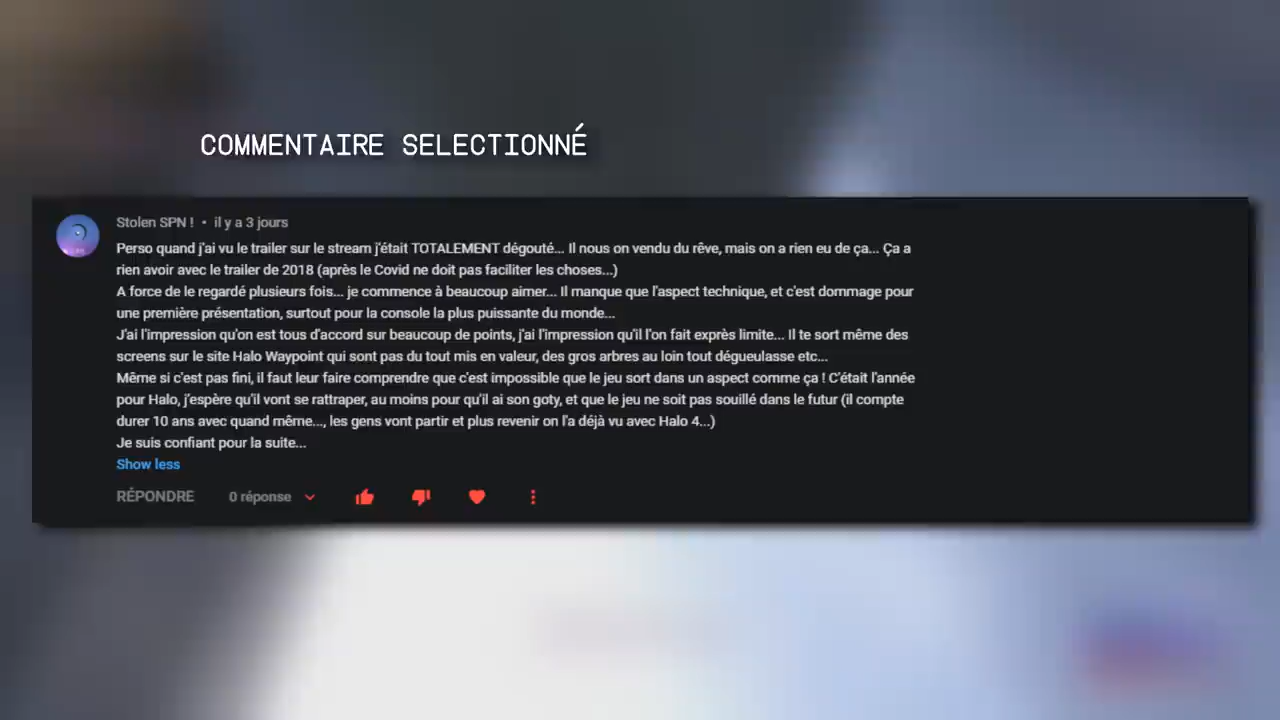 COMMENTAIRE SELECTIONNÉ
Stolen SPN ! • il y a 3 jours
Perso quand j'ai vu le trailer sur le stream j'était TOTALEMENT dégouté... Il nous on vendu du rêve, mais on a rien eu de ça... Ça a
rien avoir avec le trailer de 2018 (après le Covid ne doit pas faciliter les choses...)
A force de le regardé plusieurs fois... je commence à beaucoup aimer... Il manque que l'aspect technique, et c'est dommage pour
une première présentation, surtout pour la console la plus puissante du monde...
J'ai l'impression qu'on est tous d'accord sur beaucoup de points, j'ai l'impression qu'il l'on fait exprès limite... Il te sort même des
screens sur le site Halo Waypoint qui sont pas du tout mis en valeur, des gros arbres au loin tout dégueulasse etc...
Même si c'est pas fini, il faut leur faire comprendre que c'est impossible que le jeu sort dans un aspect comme ça ! C'était l'année
pour Halo, j'espère qu'il vont se rattraper, au moins pour qu'il ai son goty, et que le jeu ne soit pas souillé dans le futur (il compte
durer 10 ans avec quand même..., les gens vont partir et plus revenir on l'a déjà vu avec Halo 4...)
Je suis confiant pour la suite...
Show less
RÉPONDRE 0 réponse